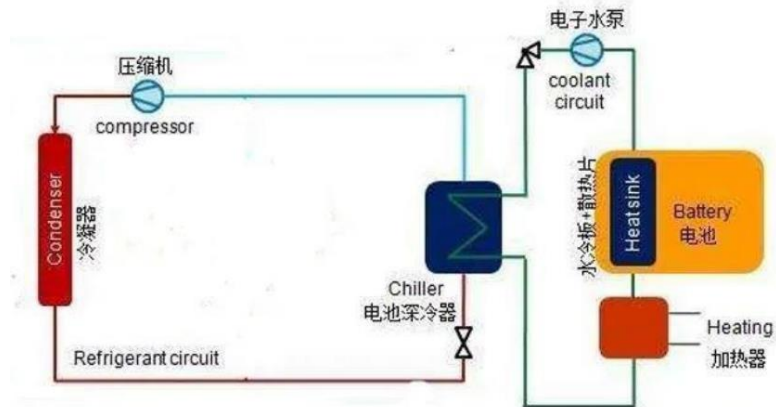 电子水泵
coolant
circuit
压缩机
compressor
Condenser
冷凝器
水冷板+散热片
Heatsink
Battery
电池
Chiller
电池深冷器
Refrigerant circuit
Heating
加热器